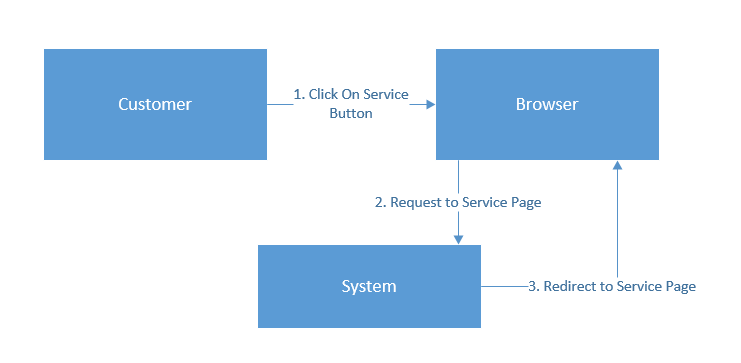 Customer
1. Click On Service
Button
Browser
2. Request to Service Page
System
3. Redirect to Service Page